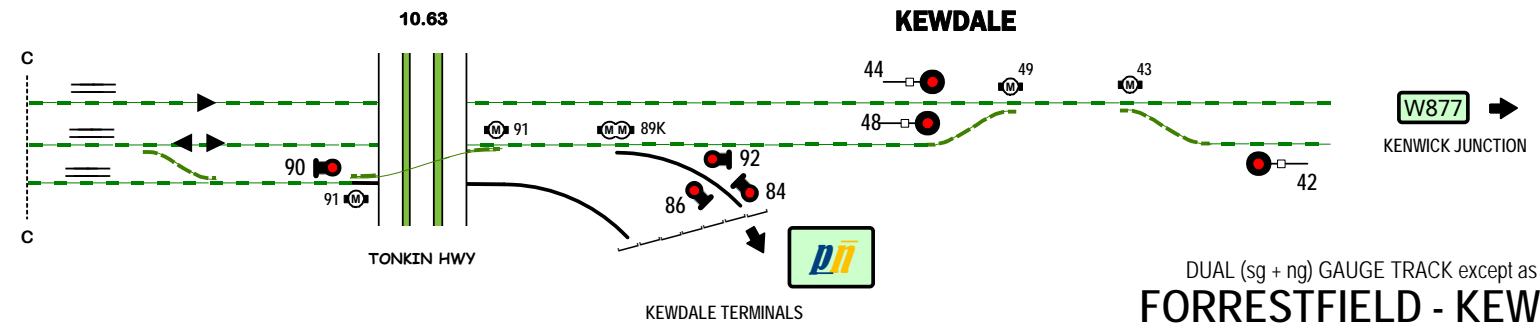 10.63
KEWDALE
C
44
49
43
W877
91
89K
48
KENWICK JUNCTION
90
92
84
42
91
86
C
TONKIN HWY
pn
KEWDALE TERMINALS
DUAL (sg + ng) GAUGE TRACK except as
FORRESTFIELD - KEW